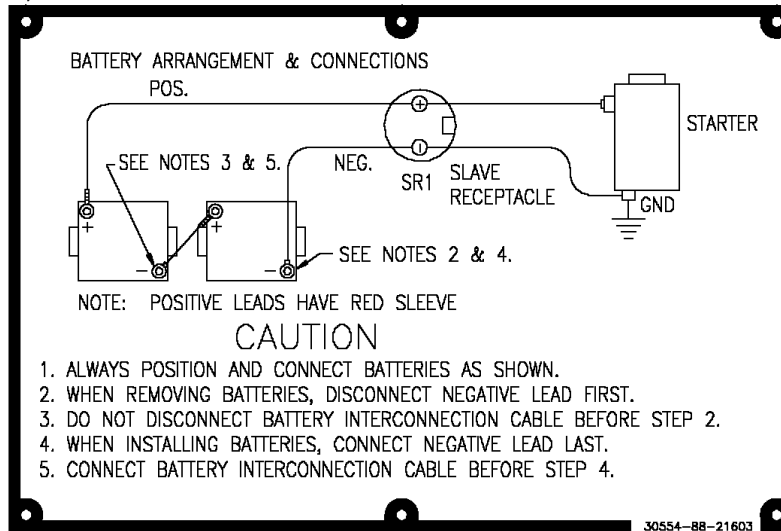 BATTERY ARRANGEMENT & CONNECTIONS
POS.
STARTER
SEE NOTES 3 & 5.
NEG.
SR1
SLAVE
RECEPTACLE
GND
+
-
+
-
+
-
SEE NOTES 2 & 4.
NOTE: POSITIVE LEADS HAVE RED SLEEVE
CAUTION
1. ALWAYS POSITION AND CONNECT BATTERIES AS SHOWN.
2. WHEN REMOVING BATTERIES, DISCONNECT NEGATIVE LEAD FIRST.
3. DO NOT DISCONNECT BATTERY INTERCONNECTION CABLE BEFORE STEP 2.
4. WHEN INSTALLING BATTERIES, CONNECT NEGATIVE LEAD LAST.
5. CONNECT BATTERY INTERCONNECTION CABLE BEFORE STEP 4.
30554-88-21603